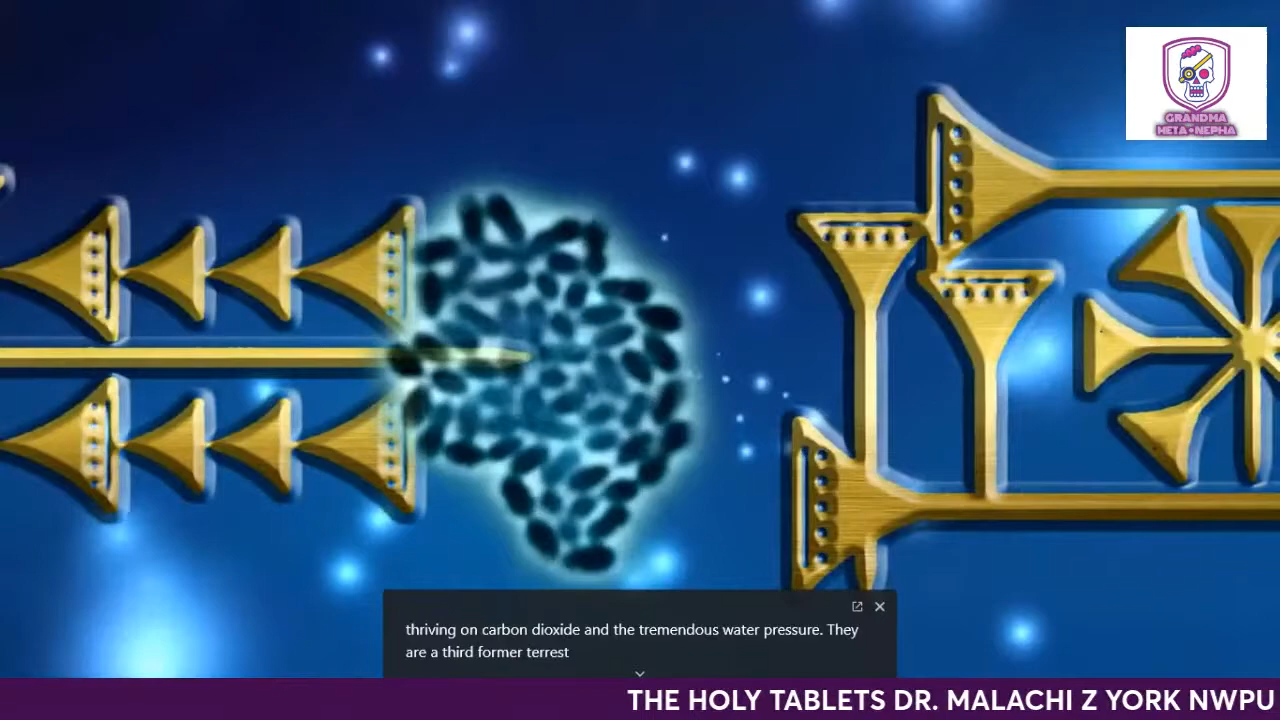 GRANDMA
META•NEPHA
thriving on carbon dioxide and the tremendous water pressure. They
are a third former terrest
THE HOLY TABLETS DR. MALACHI Z YORK NWPU